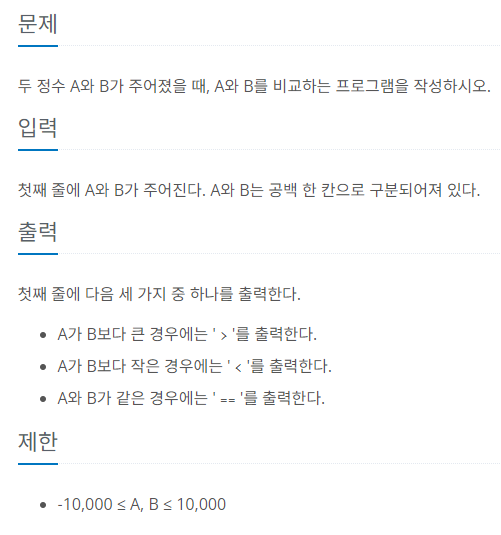 문제
두 정수 A와 B가 주어졌을 때, A와 B를 비교하는 프로그램을 작성하시오.
입력
첫째 줄에 A와 B가 주어진다. A와 B는 공백 한 칸으로 구분되어져 있다.
출력
첫째 줄에 다음 세 가지 중 하나를 출력한다.
• A가 B보다 큰 경우에는 ' > '를 출력한다.
• A가 B보다 작은 경우에는 ' < '를 출력한다.
• A와 B가 같은 경우에는 ' == '를 출력한다.
제한
• -10,000 ≤ A, B ≤ 10,000